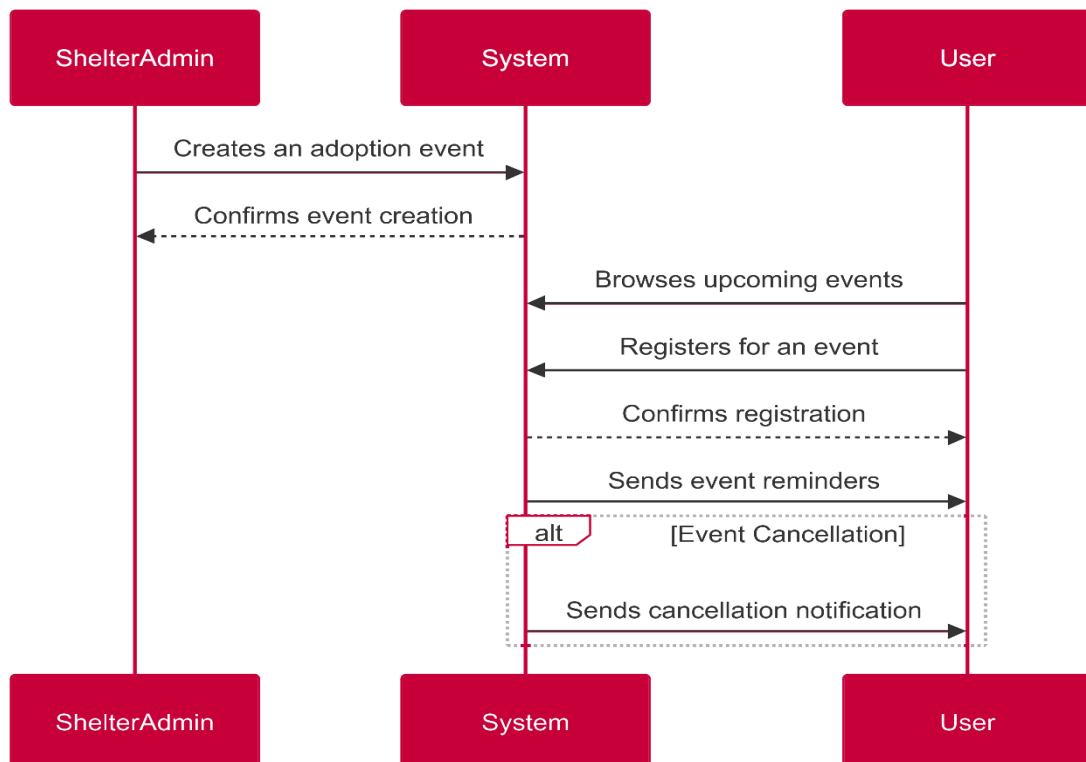 ShelterAdmin
System
User
Creates an adoption event
Confirms event creation
Browses upcoming events
Registers for an event
Confirms registration
Sends event reminders
alt
[Event Cancellation]
Sends cancellation notification
ShelterAdmin
System
User